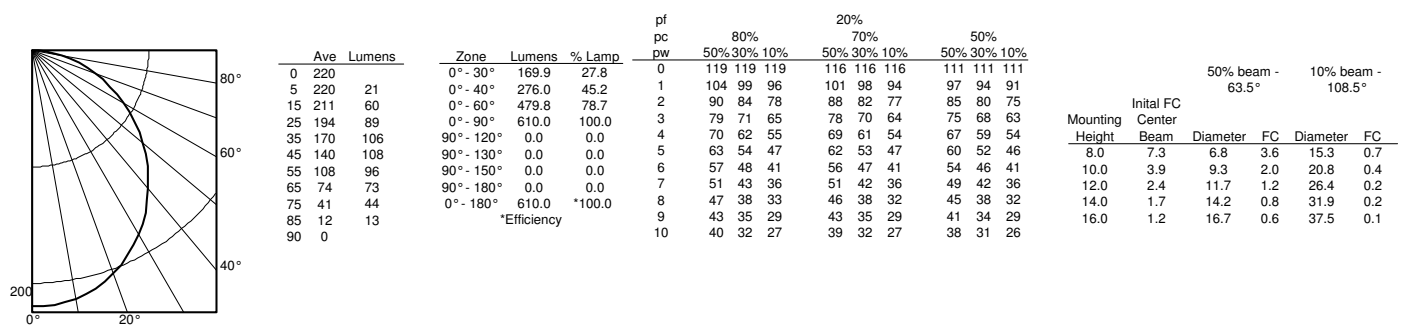 80°
60°
40°
200
0° 20°
Ave Lumens
0 220
5 220 21
15 211 60
25 194 89
35 170 106
45 140 108
55 108 96
65 74 73
75 41 44
85 12 13
90 0
Zone Lumens % Lamp
0° - 30° 169.9 27.8
0° - 40° 276.0 45.2
0° - 60° 479.8 78.7
0° - 90° 610.0 100.0
90° - 120° 0.0 0.0
90° - 130° 0.0 0.0
90° - 150° 0.0 0.0
90° - 180° 0.0 0.0
0° - 180° 610.0 *100.0
*Efficiency
pf 20%
pc 80% 70% 50%
pw 50% 30% 10% 50% 30% 10% 50% 30% 10%
0 119 119 119 116 116 116 111 111 111
1 104 99 96 101 98 94 97 94 91
2 90 84 78 88 82 77 85 80 75
3 79 71 65 78 70 64 75 68 63
4 70 62 55 69 61 54 67 59 54
5 63 54 47 62 53 47 60 52 46
6 57 48 41 56 47 41 54 46 41
7 51 43 36 51 42 36 49 42 36
8 47 38 33 46 38 32 45 38 32
9 43 35 29 43 35 29 41 34 29
10 40 32 27 39 32 27 38 31 26
50% beam - 10% beam -
63.5° 108.5°
Inital FC
Mounting Center
Height Beam Diameter FC Diameter FC
8.0 7.3 6.8 3.6 15.3 0.7
10.0 3.9 9.3 2.0 20.8 0.4
12.0 2.4 11.7 1.2 26.4 0.2
14.0 1.7 14.2 0.8 31.9 0.2
16.0 1.2 16.7 0.6 37.5 0.1